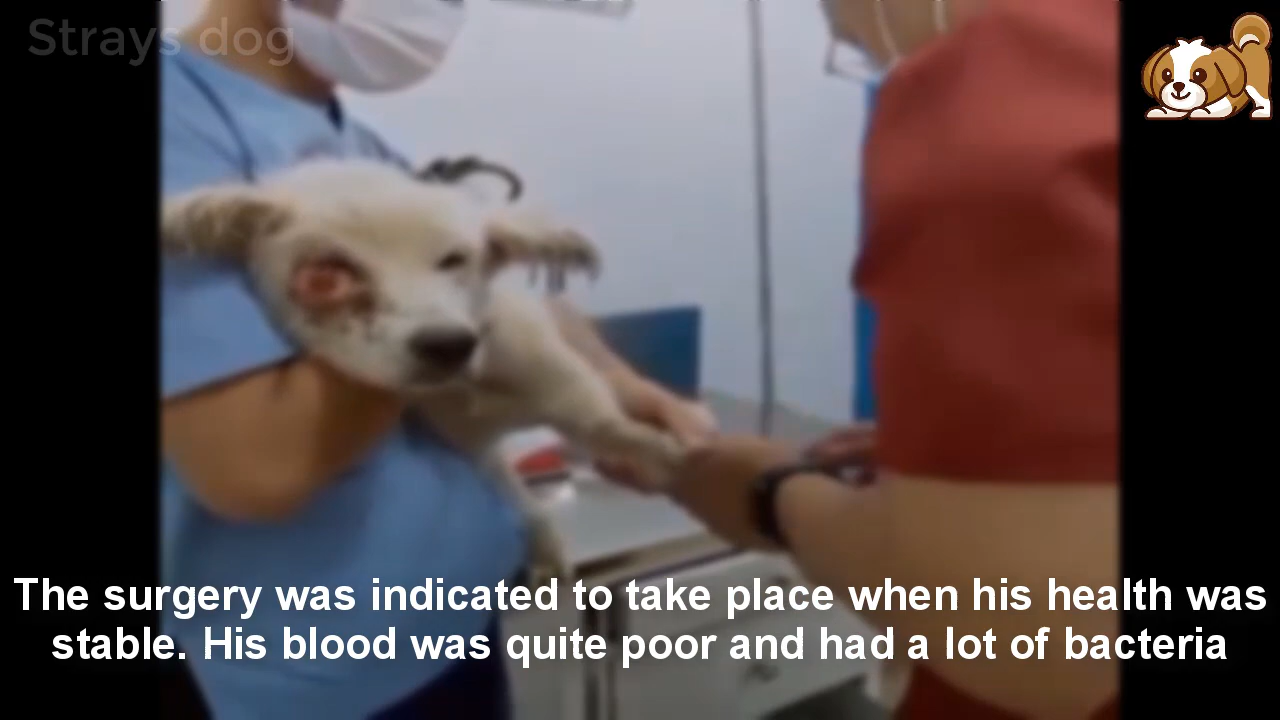 Strays dog
The surgery was indicated to take place when his health was
stable. His blood was quite poor and had a lot of bacteria